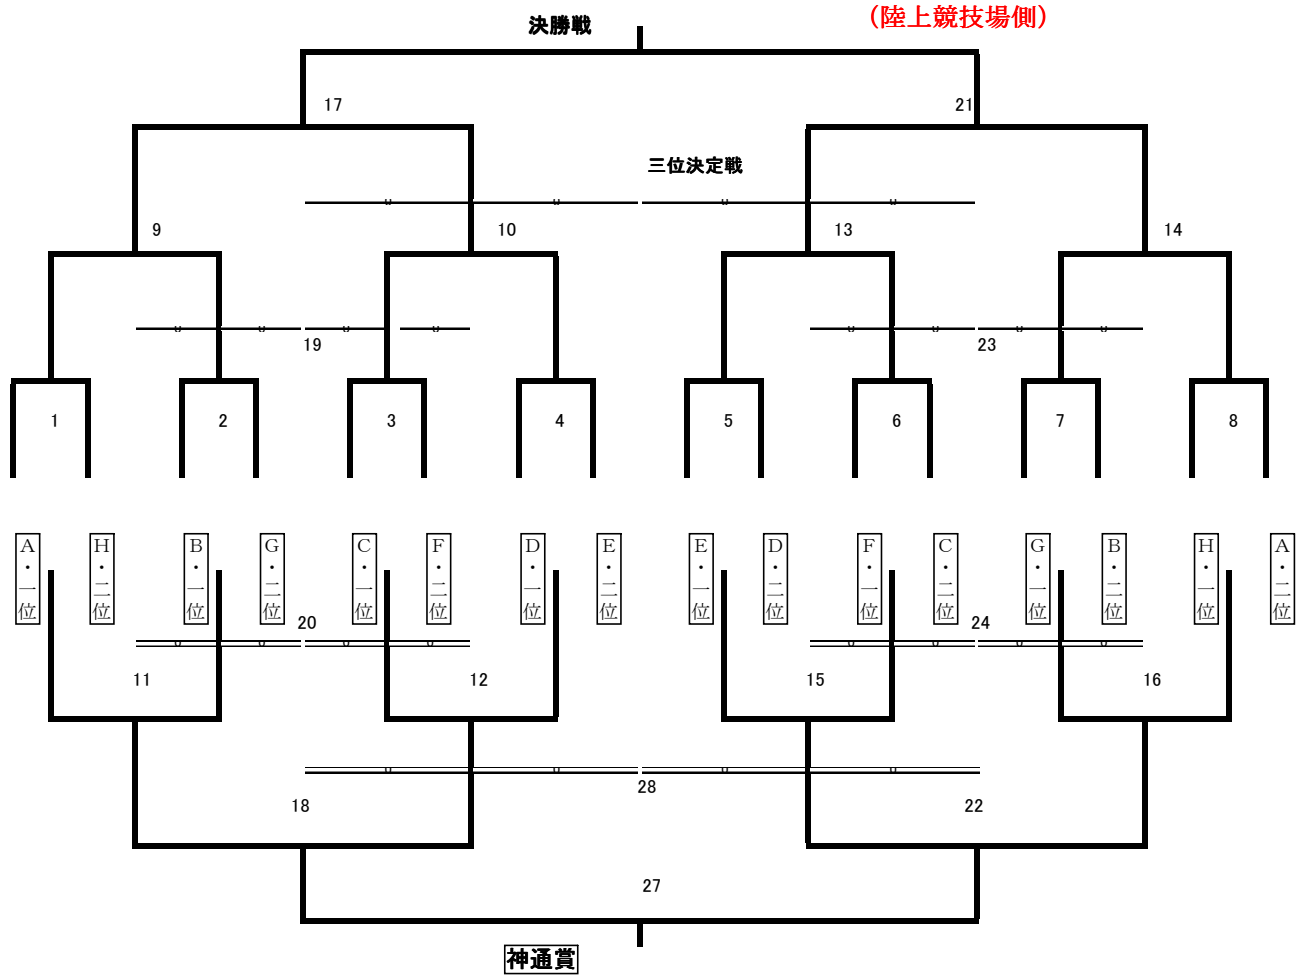 決勝戦
（陸上競技場側）
17
21
三位決定戦
9
10
13
14
19
23
1
2
3
4
5
6
7
8
A・一位
H・二位
B・一位
G・二位
C・一位
F・二位
D・一位
E・二位
E・一位
D・二位
F・一位
C・二位
G・一位
B・二位
H・一位
A・二位
20
24
11
12
15
16
28
18
22
27
神通賞